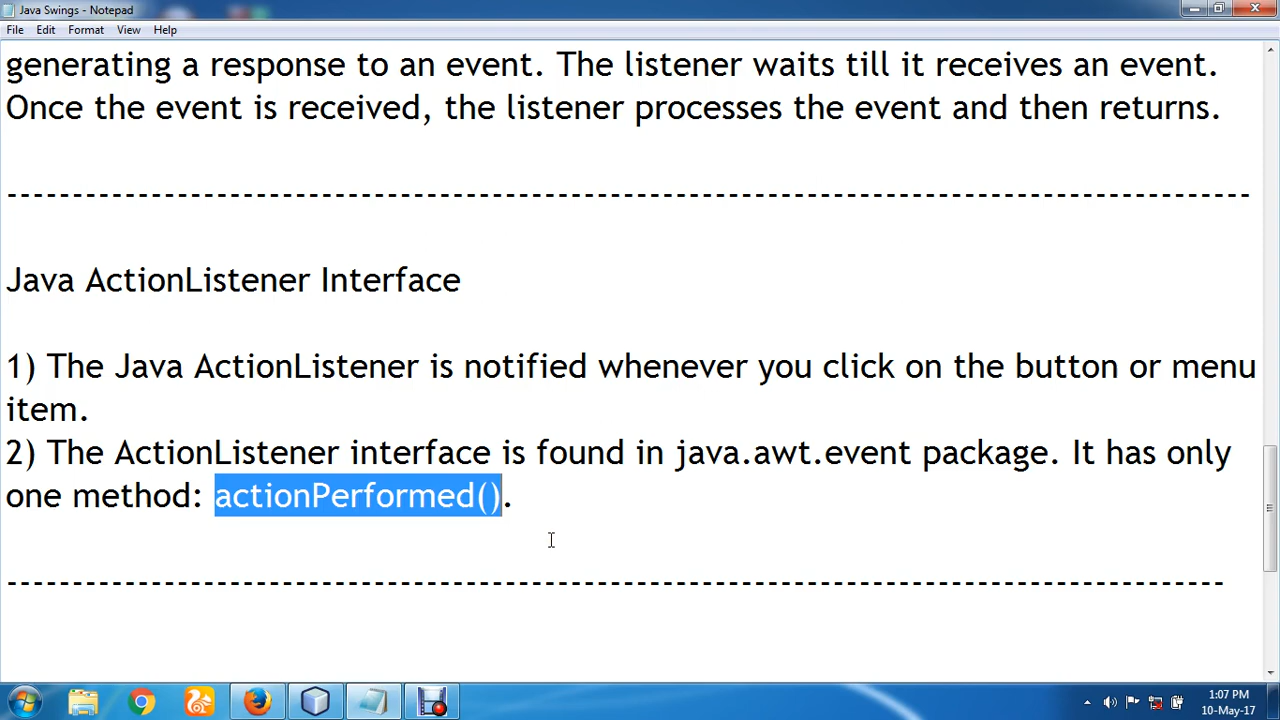 Java Swings - Notepad
File Edit Format View Help
generating a response to an event. The listener waits till it receives an event.
Once the event is received, the listener processes the event and then returns.
-----------------------------------------------------------------------------------------------
Java ActionListener Interface
1) The Java ActionListener is notified whenever you click on the button or menu
item.
2) The ActionListener interface is found in java.awt.event package. It has only
one method: actionPerformed().
---------------------------------------------------------------------------------------------
1:07 PM
10-May-17